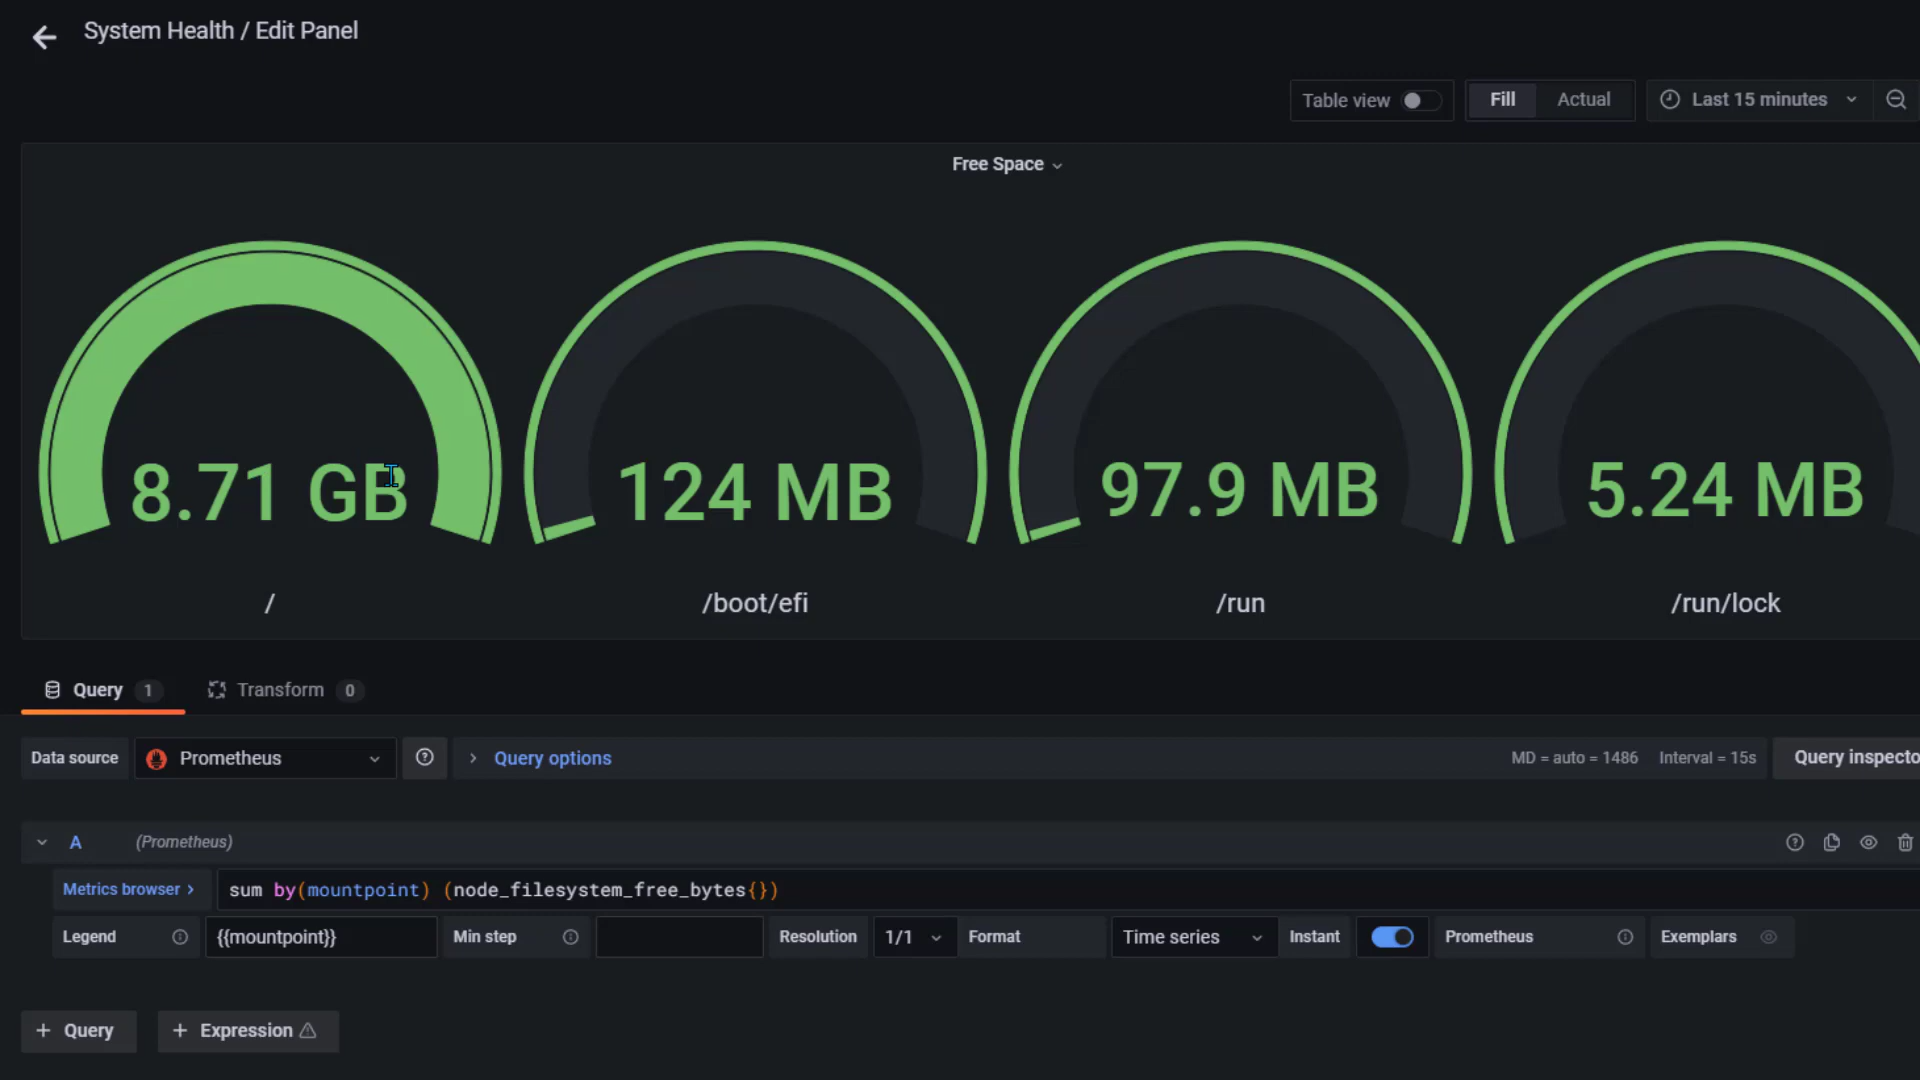 System Health / Edit Panel
Table view Fill Actual Last 15 minutes
Free Space
8.71 GB 124 MB 97.9 MB 5.24 MB
/ /boot/efi /run /run/lock
Query 1 Transform 0
Data source Prometheus Query options MD = auto = 1486 Interval = 15s Query inspecto
A (Prometheus)
Metrics browser > sum by(mountpoint) (node_filesystem_free_bytes{})
Legend {{mountpoint}} Min step Resolution 1/1 Format Time series Instant Prometheus Exemplars
+ Query + Expression